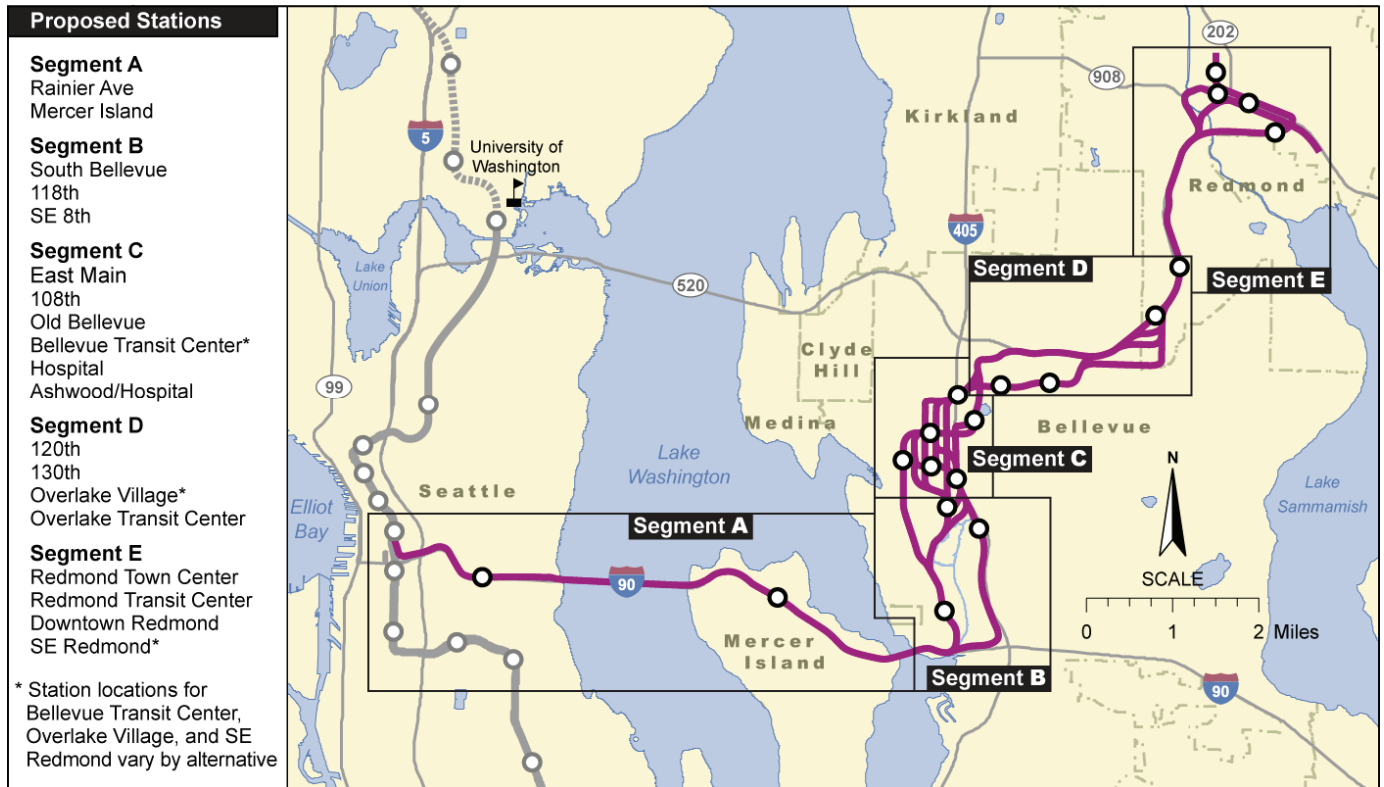 Proposed Stations
Segment A
Rainier Ave
Mercer Island
Segment B
South Bellevue
118th
SE 8th
Segment C
East Main
108th
Old Bellevue
Bellevue Transit Center*
Hospital
Ashwood/Hospital
Segment D
120th
130th
Overlake Village*
Overlake Transit Center
Segment E
Redmond Town Center
Redmond Transit Center
Downtown Redmond
SE Redmond*
* Station locations for
Bellevue Transit Center,
Overlake Village, and SE
Redmond vary by alternative
202
908
Kirkland
5
University of
Washington
Redmond
405
Segment D
Segment E
Lake
Union
520
Clyde
Hill
99
Medina
Bellevue
Lake
Washington
Segment C
N
Seattle
Lake
Sammamish
Elliot
Bay
Segment A
90
SCALE
0 1 2 Miles
Mercer
Island
Segment B
90